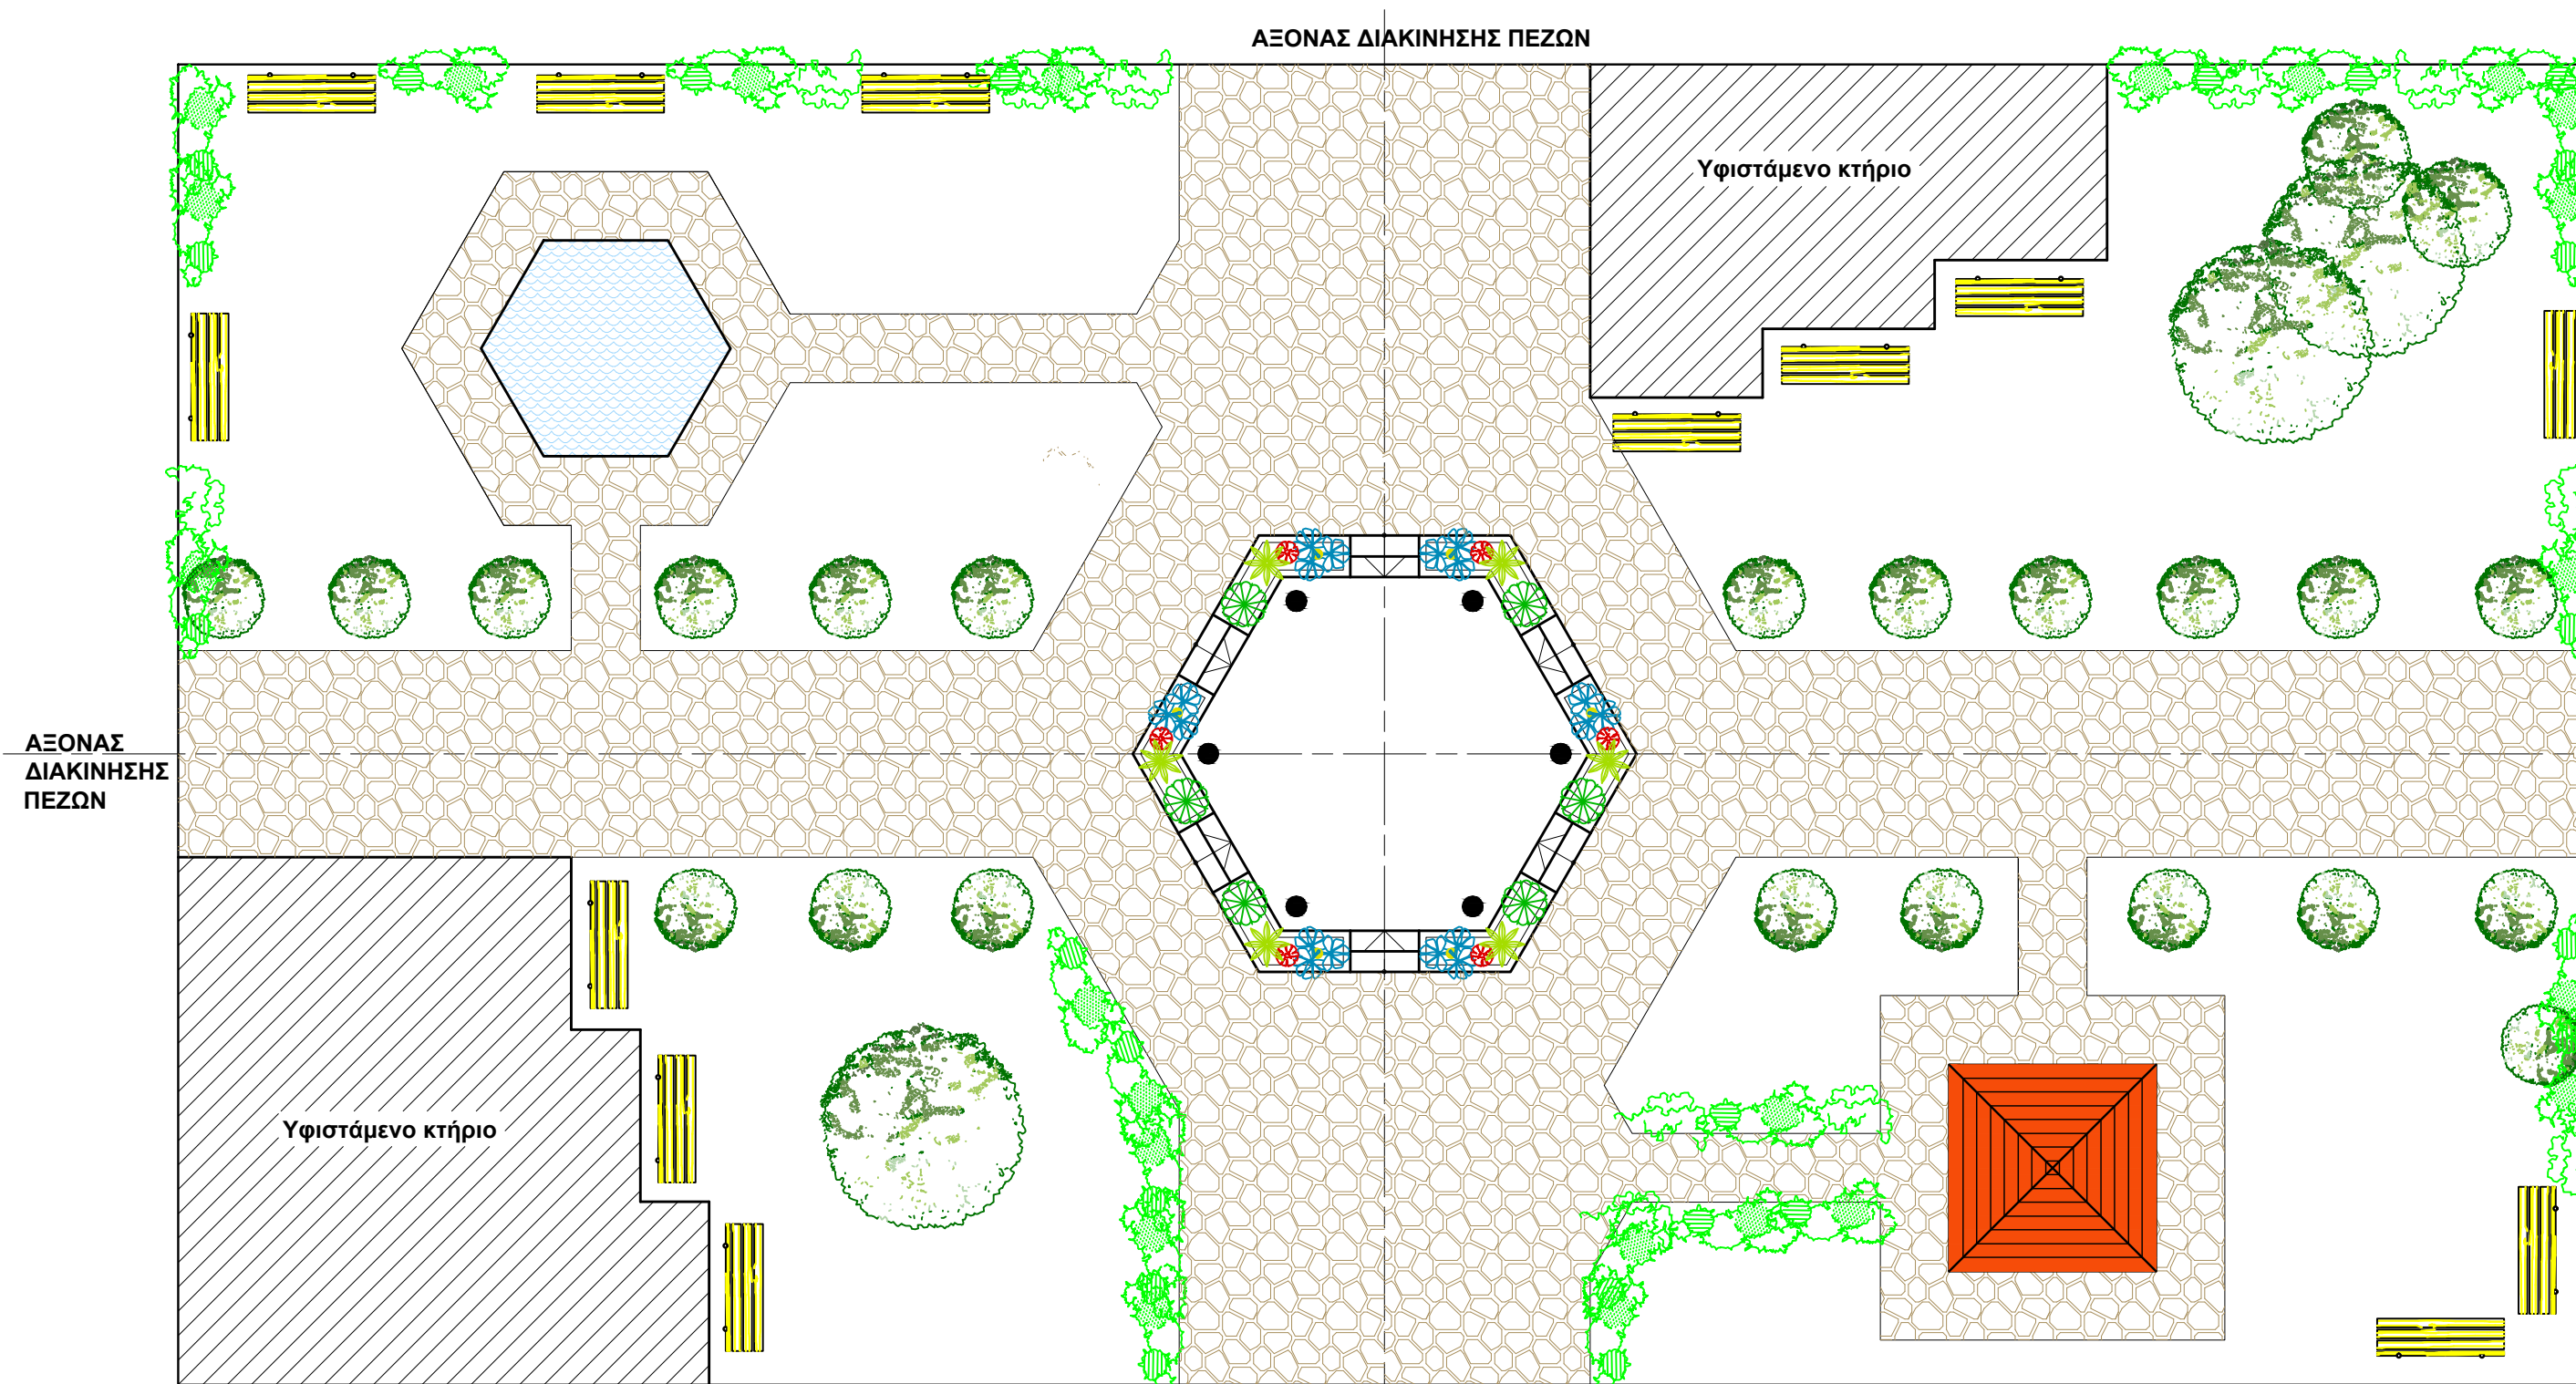 ΑΞΟΝΑΣ ΔΙΑΚΙΝΗΣΗΣ ΠΕΖΩΝ
Υφιστάμενο κτήριο
ΑΞΟΝΑΣ
ΔΙΑΚΙΝΗΣΗΣ
ΠΕΖΩΝ
Υφιστάμενο κτήριο